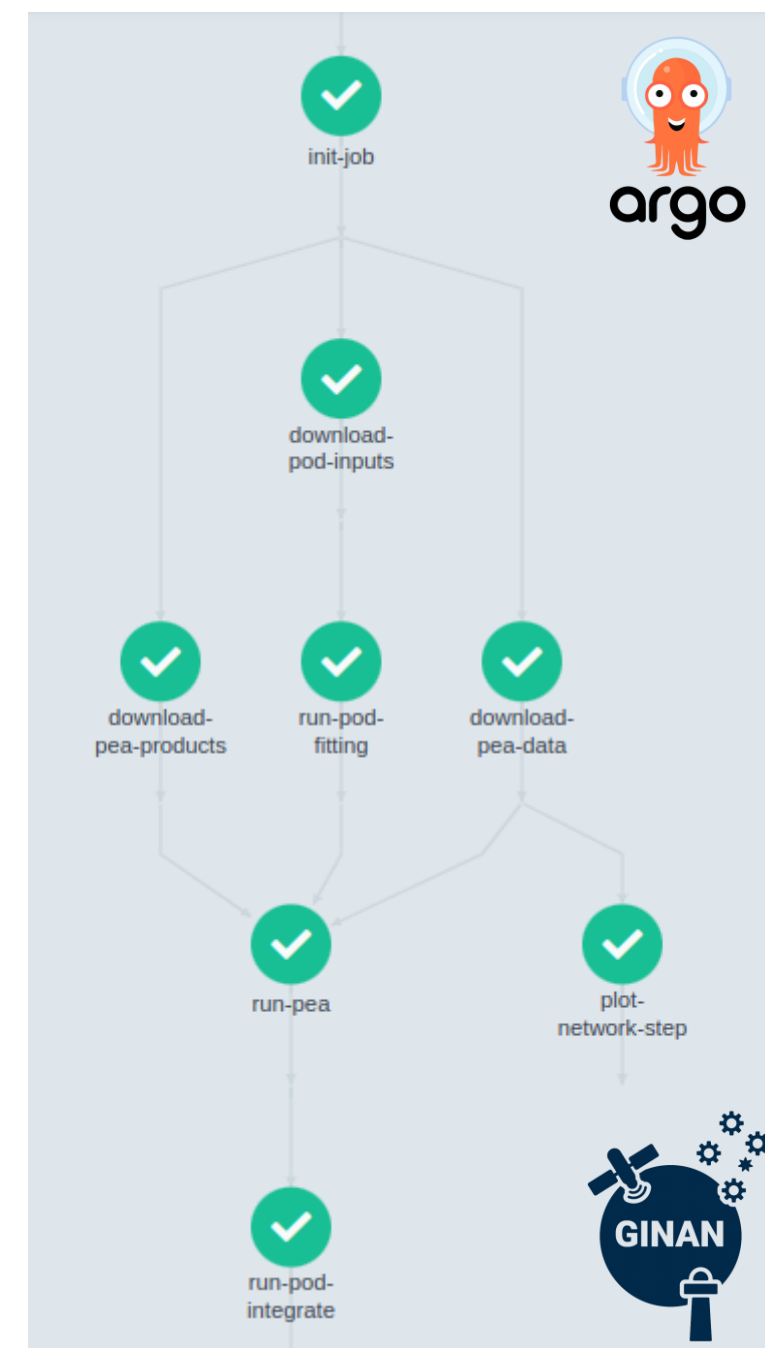 argo
init-job
download-
pod-inputs
download-
pea-products
run-pod-
fitting
download-
pea-data
run-pea
plot-
network-step
GINAN
run-pod-
integrate